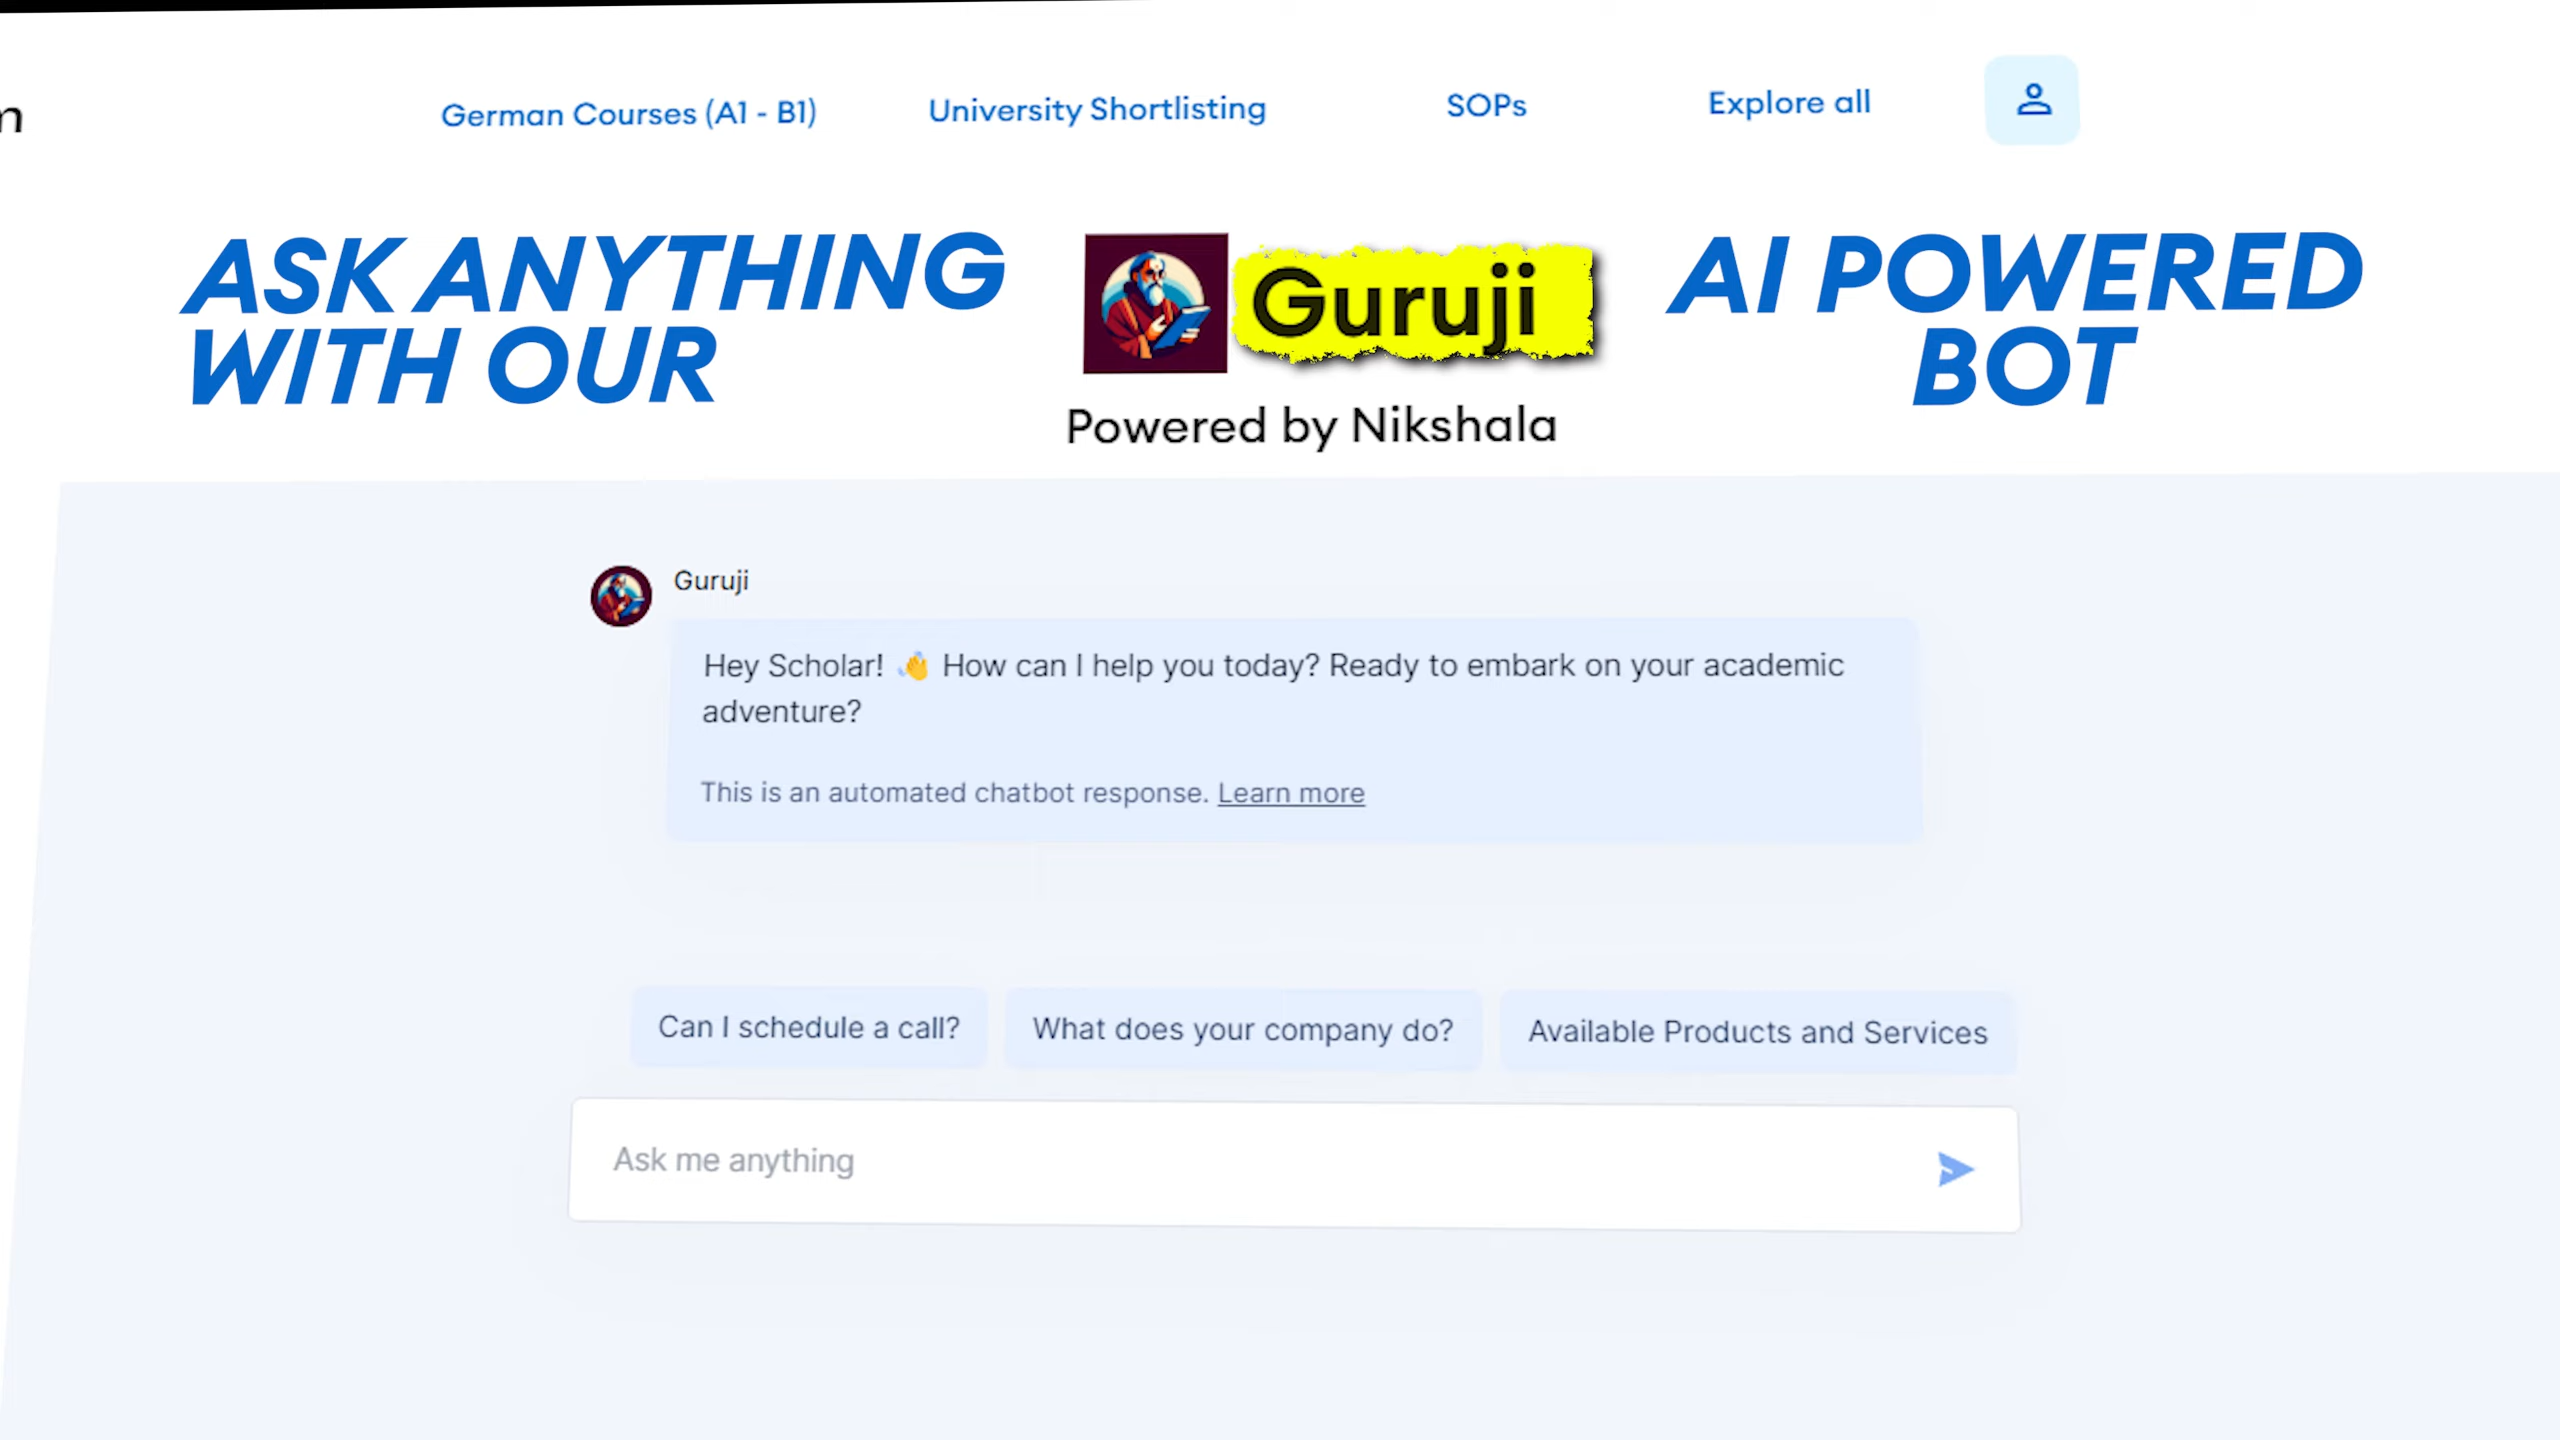 German Courses (A1 - B1) University Shortlisting SOPs Explore all
ASK ANYTHING
WITH OUR
Guruji
AI POWERED
BOT
Powered by Nikshala
Guruji
Hey Scholar! 👋 How can I help you today? Ready to embark on your academic
adventure?
This is an automated chatbot response. Learn more
Can I schedule a call? What does your company do? Available Products and Services
Ask me anything